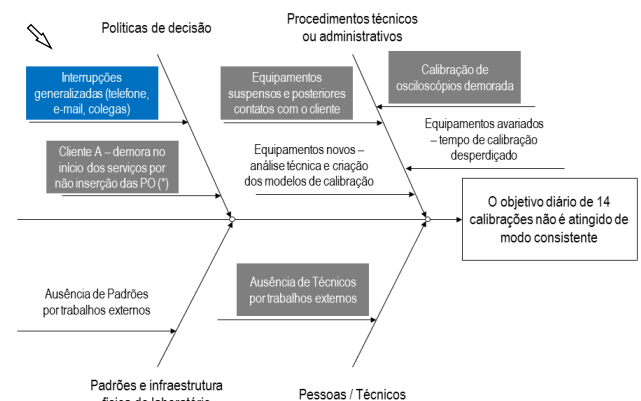 Políticas de decisão
Procedimentos técnicos
ou administrativos
Interrupções
generalizadas (telefone,
e-mail, colegas)
Equipamentos
suspensos e posteriores
contatos com o cliente
Calibração de
osciloscópios demorada
Cliente A – demora no
início dos serviços por
não inserção das PO (*)
Equipamentos novos –
análise técnica e criação
dos modelos de calibração
Equipamentos avariados
– tempo de calibração
desperdiçado
O objetivo diário de 14
calibrações não é atingido de
modo consistente
Ausência de Padrões
por trabalhos externos
Ausência de Técnicos
por trabalhos externos
Padrões e infraestrutura
física do laboratório
Pessoas / Técnicos